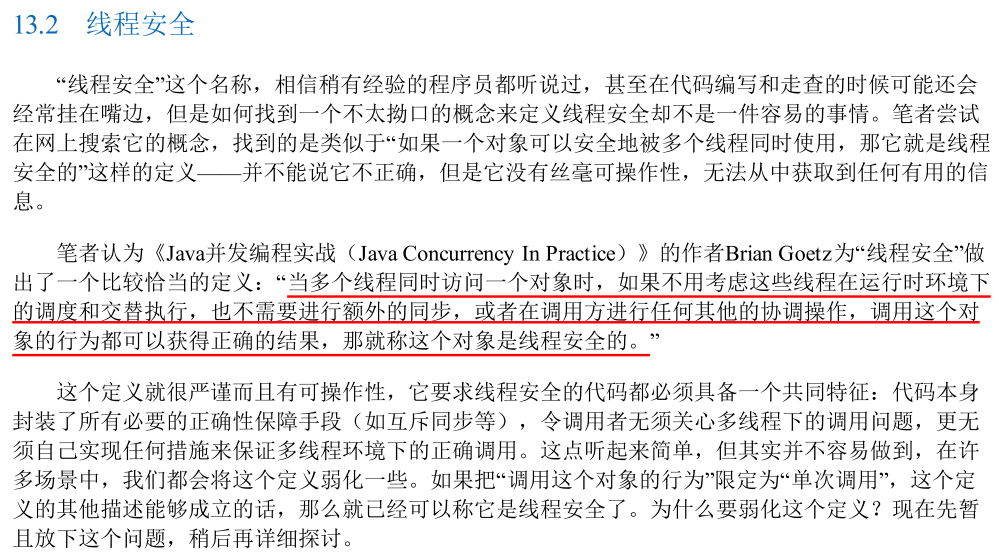 13.2 线程安全
“线程安全”这个名称，相信稍有经验的程序员都听说过，甚至在代码编写和走查的时候可能还会
经常挂在嘴边，但是如何找到一个不太拗口的概念来定义线程安全却不是一件容易的事情。笔者尝试
在网上搜索它的概念，找到的是类似于“如果一个对象可以安全地被多个线程同时使用，那它就是线程
安全的”这样的定义——并不能说它不正确，但是它没有丝毫可操作性，无法从中获取到任何有用的信
息。
笔者认为《Java并发编程实战（Java Concurrency In Practice）》的作者Brian Goetz为“线程安全”做
出了一个比较恰当的定义：“当多个线程同时访问一个对象时，如果不用考虑这些线程在运行时环境下
的调度和交替执行，也不需要进行额外的同步，或者在调用方进行任何其他的协调操作，调用这个对
象的行为都可以获得正确的结果，那就称这个对象是线程安全的。”
这个定义就很严谨而且有可操作性，它要求线程安全的代码都必须具备一个共同特征：代码本身
封装了所有必要的正确性保障手段（如互斥同步等），令调用者无须关心多线程下的调用问题，更无
须自己实现任何措施来保证多线程环境下的正确调用。这点听起来简单，但其实并不容易做到，在许
多场景中，我们都会将这个定义弱化一些。如果把“调用这个对象的行为”限定为“单次调用”，这个定
义的其他描述能够成立的话，那么就已经可以称它是线程安全了。为什么要弱化这个定义？现在先暂
且放下这个问题，稍后再详细探讨。